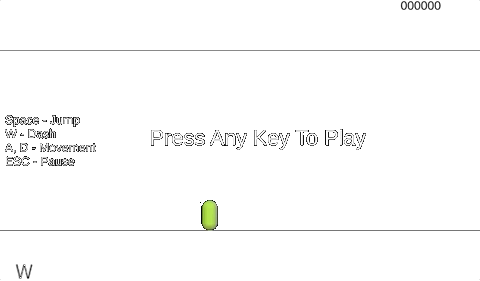 000000
Space - Jump
W - Dash
A, D - Movement
ESC - Pause
Press Any Key To Play
W